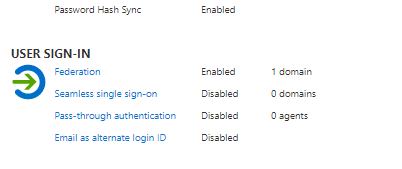 Password Hash Sync Enabled
USER SIGN-IN
Federation Enabled 1 domain
Seamless single sign-on Disabled 0 domains
Pass-through authentication Disabled 0 agents
Email as alternate login ID Disabled